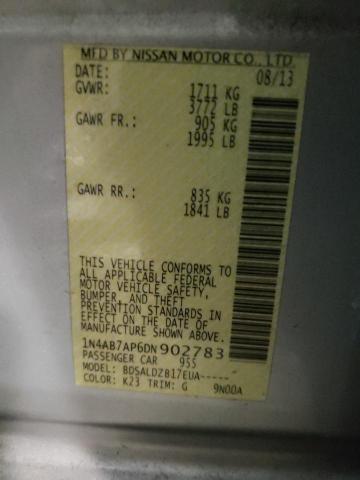 MFD BY NISSAN MOTOR CO., LTD.
DATE: 08/13
GVWR: 1711 KG
3772 LB
GAWR FR.: 905 KG
1995 LB
GAWR RR.: 835 KG
1841 LB
THIS VEHICLE CONFORMS TO
ALL APPLICABLE FEDERAL
MOTOR VEHICLE SAFETY,
BUMPER, AND THEFT
PREVENTION STANDARDS IN
EFFECT ON THE DATE OF
MANUFACTURE SHOWN ABOVE.
1N4AB7AP6DN902783
PASSENGER CAR 955
MODEL: BDSALDZB17EUA-----
COLOR: K23 TRIM: G 9N00A